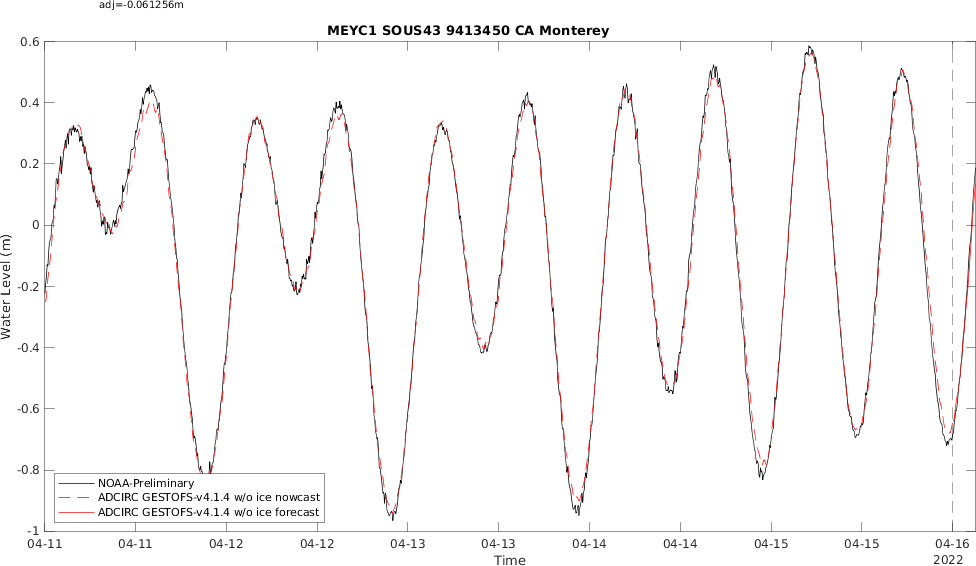 adj=-0.061256m
MEYC1 SOUS43 9413450 CA Monterey
0.6
0.4
0.2
0
-0.2
-0.4
-0.6
-0.8
-1
Water Level (m)
NOAA-Preliminary
ADCIRC GESTOFS-v4.1.4 w/o ice nowcast
ADCIRC GESTOFS-v4.1.4 w/o ice forecast
04-11 04-11 04-12 04-12 04-13 04-13 04-14 04-14 04-15 04-15 04-16
Time
2022